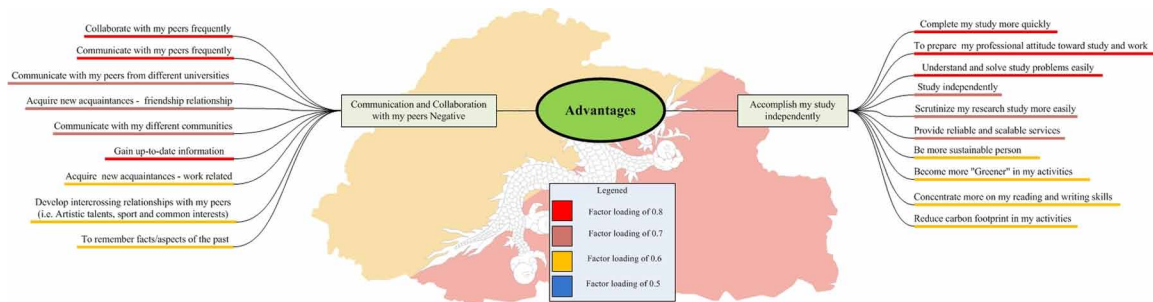 Collaborate with my peers frequently
Communicate with my peers frequently
Communicate with my peers from different universities
Acquire new acquaintances - friendship relationship
Communicate with my different communities
Gain up-to-date information
Acquire new acquaintances - work related
Develop intercrossing relationships with my peers
(i.e. Artistic talents, sport and common interests)
To remember facts/aspects of the past
Communication and Collaboration
with my peers Negative
Advantages
Accomplish my study
independently
Complete my study more quickly
To prepare my professional attitude toward study and work
Understand and solve study problems easily
Study independently
Scrutinize my research study more easily
Provide reliable and scalable services
Be more sustainable person
Become more "Greener" in my activities
Concentrate more on my reading and writing skills
Reduce carbon footprint in my activities
Legened
Factor loading of 0.8
Factor loading of 0.7
Factor loading of 0.6
Factor loading of 0.5